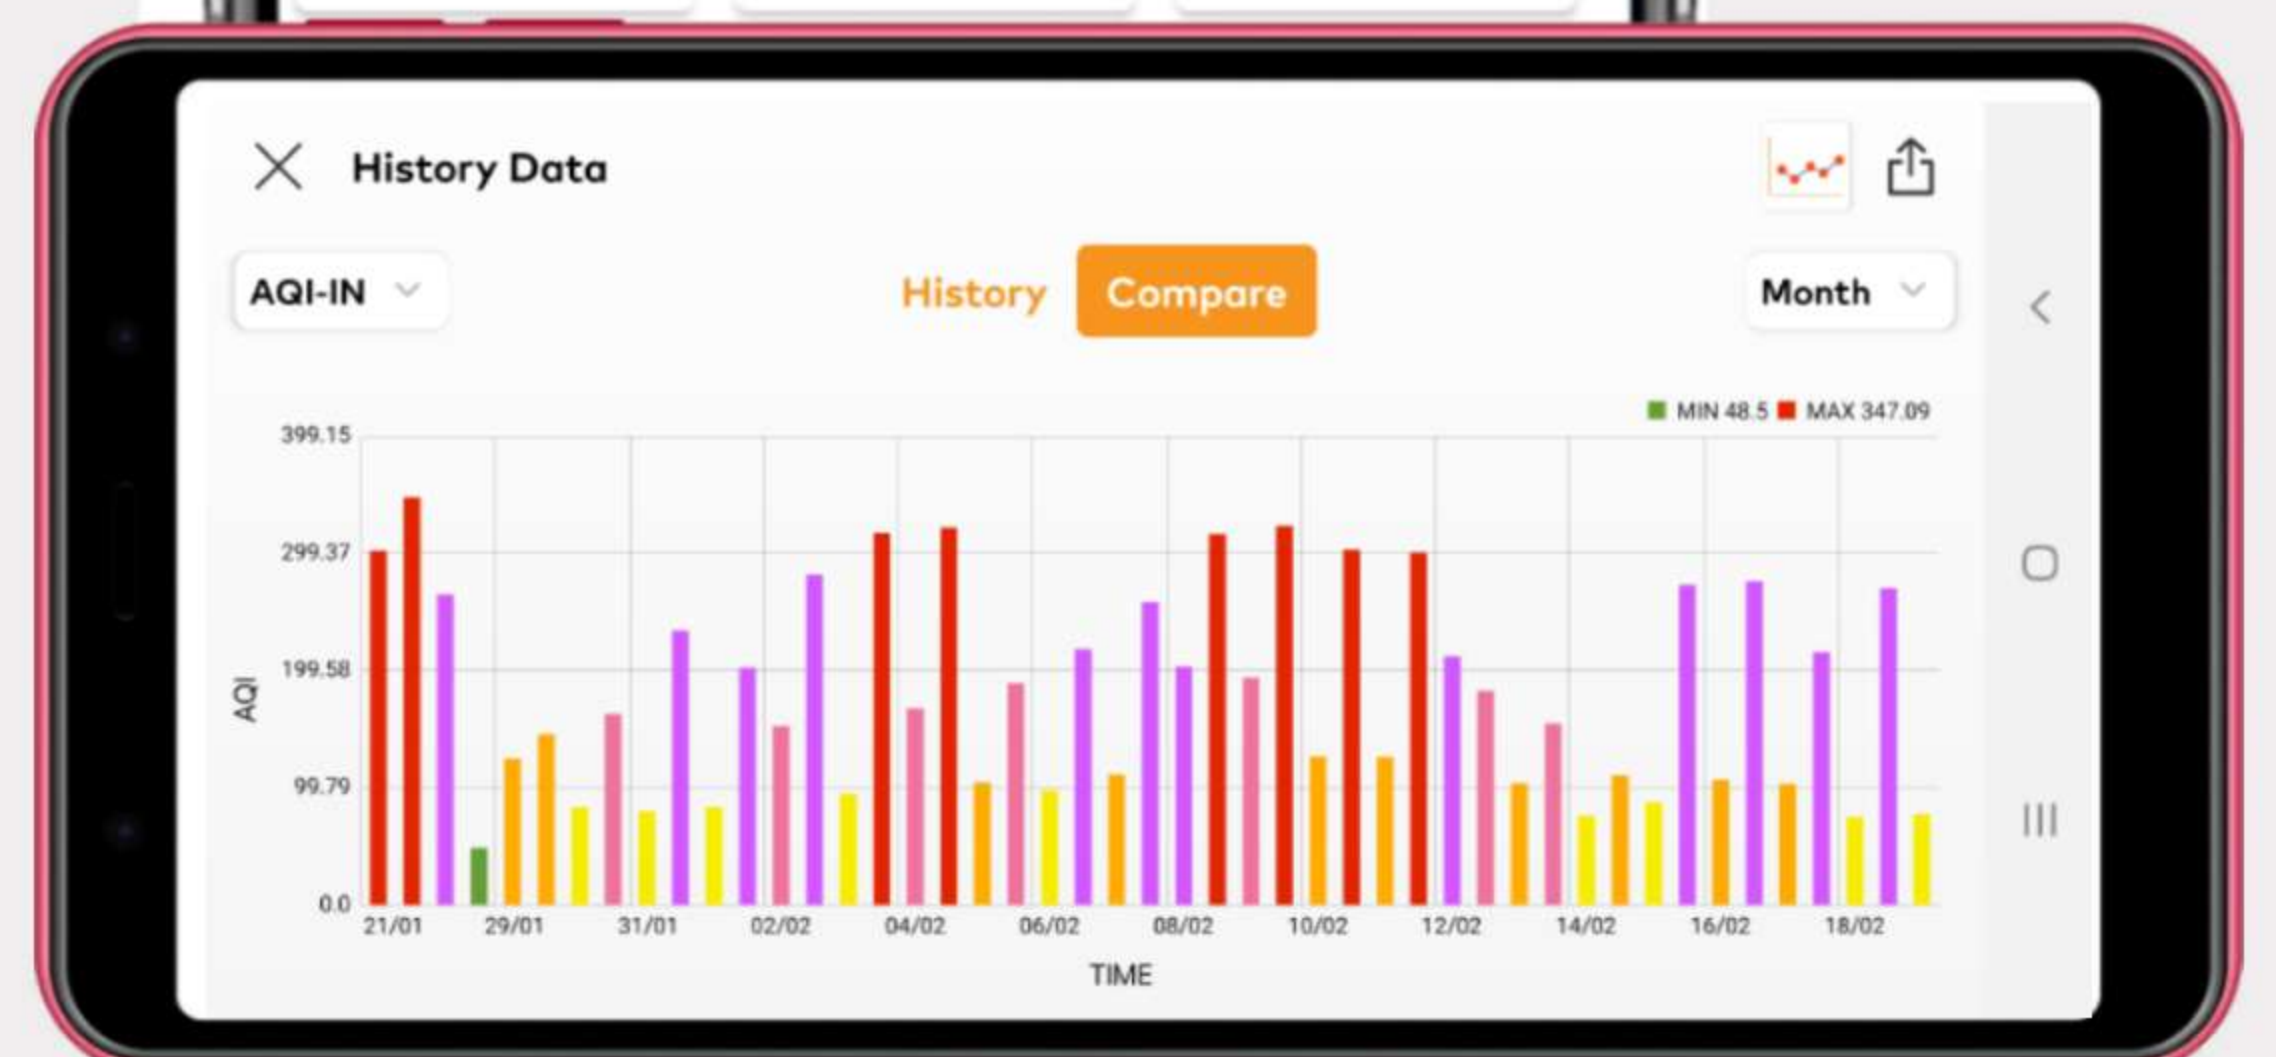 History Data
AQI-IN
History
Compare
Month
MIN 48.5 MAX 347.09
399.15
299.37
199.58
99.79
0.0
AQI
21/01 29/01 31/01 02/02 04/02 06/02 08/02 10/02 12/02 14/02 16/02 18/02
TIME